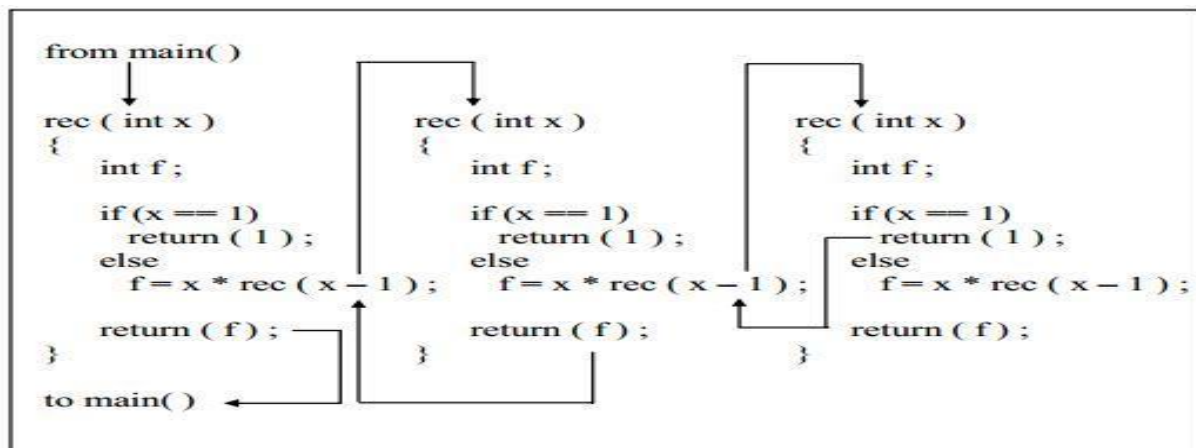 from main( )
rec ( int x )
{
int f ;
if (x == 1)
return ( 1 ) ;
else
f = x * rec ( x – 1 ) ;
return ( f ) ;
}
to main( )
rec ( int x )
{
int f ;
if (x == 1)
return ( 1 ) ;
else
f = x * rec ( x – 1 ) ;
return ( f ) ;
}
rec ( int x )
{
int f ;
if (x == 1)
return ( 1 ) ;
else
f = x * rec ( x – 1 ) ;
return ( f ) ;
}